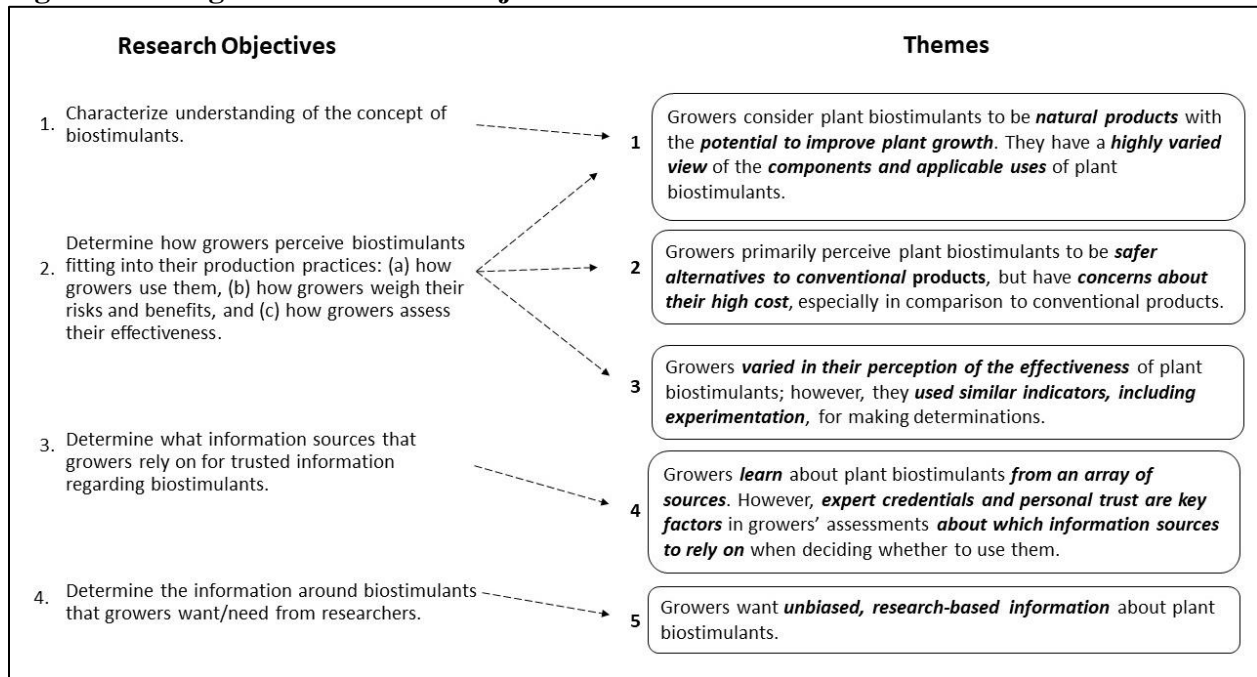 Research Objectives
Themes
1. Characterize understanding of the concept of
biostimulants.
2. Determine how growers perceive biostimulants
fitting into their production practices: (a) how
growers use them, (b) how growers weigh their
risks and benefits, and (c) how growers assess
their effectiveness.
3. Determine what information sources that
growers rely on for trusted information
regarding biostimulants.
4. Determine the information around biostimulants
that growers want/need from researchers.
1 Growers consider plant biostimulants to be natural products with
the potential to improve plant growth. They have a highly varied
view of the components and applicable uses of plant
biostimulants.
2 Growers primarily perceive plant biostimulants to be safer
alternatives to conventional products, but have concerns about
their high cost, especially in comparison to conventional products.
3 Growers varied in their perception of the effectiveness of plant
biostimulants; however, they used similar indicators, including
experimentation, for making determinations.
4 Growers learn about plant biostimulants from an array of
sources. However, expert credentials and personal trust are key
factors in growers’ assessments about which information sources
to rely on when deciding whether to use them.
5 Growers want unbiased, research-based information about plant
biostimulants.